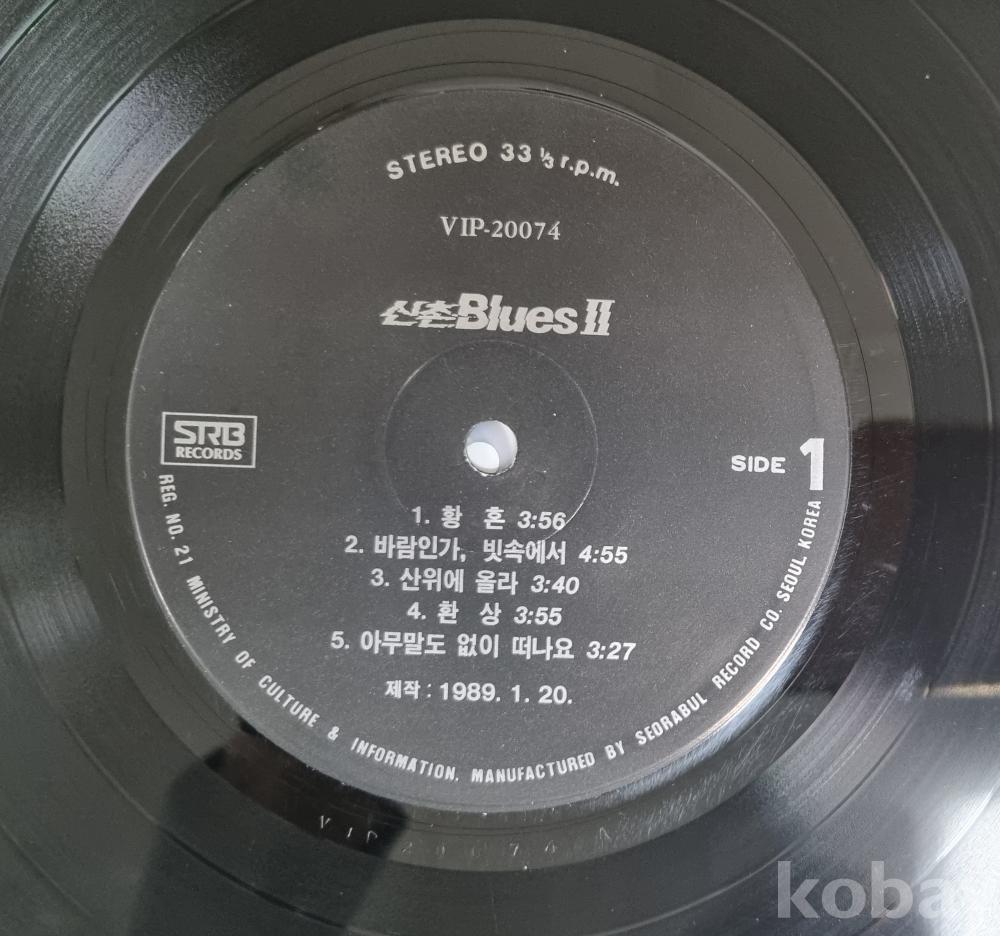 STEREO 33 ⅓ r.p.m.
VIP-20074
신촌Blues II
SRB
RECORDS
SIDE 1
1. 황 혼 3:56
2. 바람인가, 빗속에서 4:55
3. 산위에 올라 3:40
4. 환 상 3:55
5. 아무말도 없이 떠나요 3:27
제작 : 1989. 1. 20.
REG. NO. 21 MINISTRY OF CULTURE & INFORMATION. MANUFACTURED BY SEORABUL RECORD CO. SEOUL KOREA
VIP 20074 A